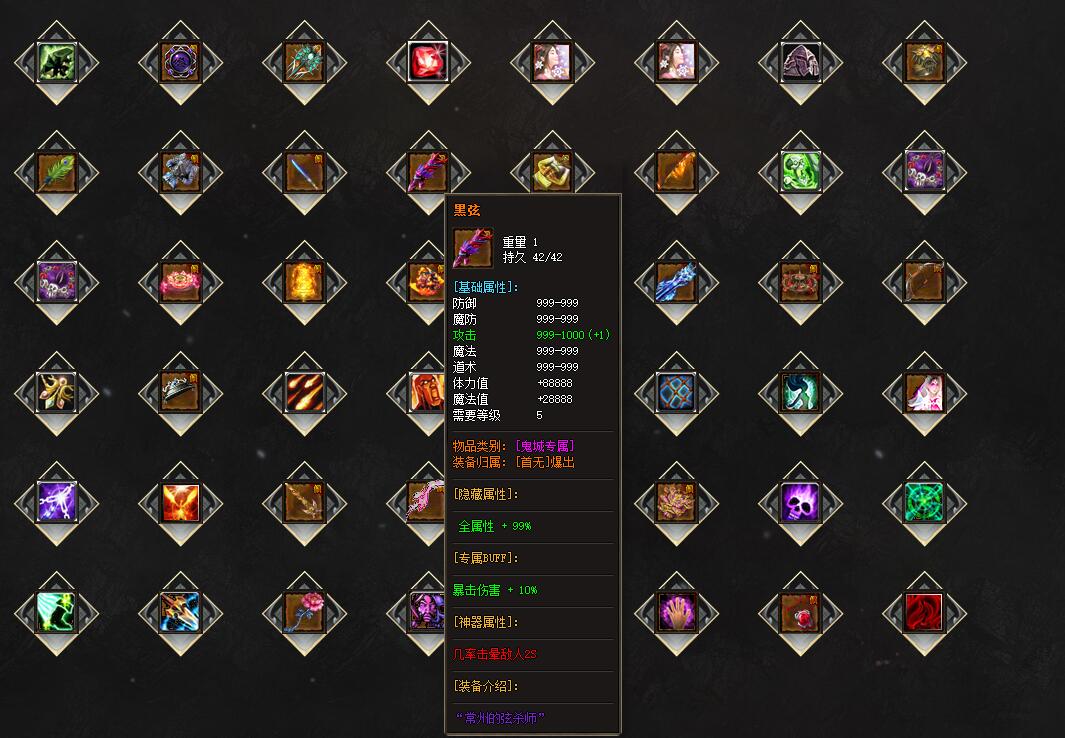 黑弦
重量 1
持久 42/42
[基础属性]:
防御 999-999
魔防 999-999
攻击 999-1000(+1)
魔法 999-999
道术 999-999
体力值 +88888
魔法值 +28888
需要等级 5
物品类别: [鬼城专属]
装备归属: [首无]爆出
[隐藏属性]:
全属性 + 99%
[专属BUFF]:
暴击伤害 + 10%
[神器属性]:
几率击晕敌人2S
[装备介绍]:
“常州的弦杀师”